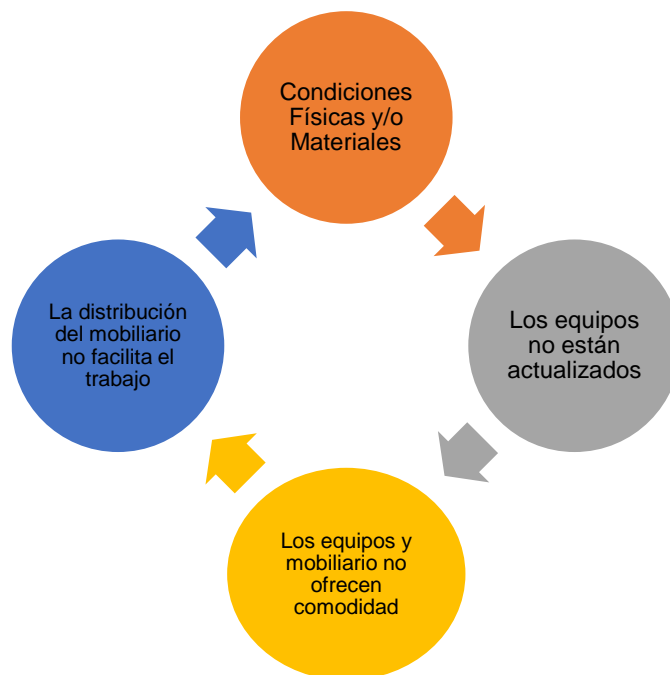 Condiciones
Físicas y/o
Materiales
Los equipos
no están
actualizados
Los equipos y
mobiliario no
ofrecen
comodidad
La distribución
del mobiliario
no facilita el
trabajo